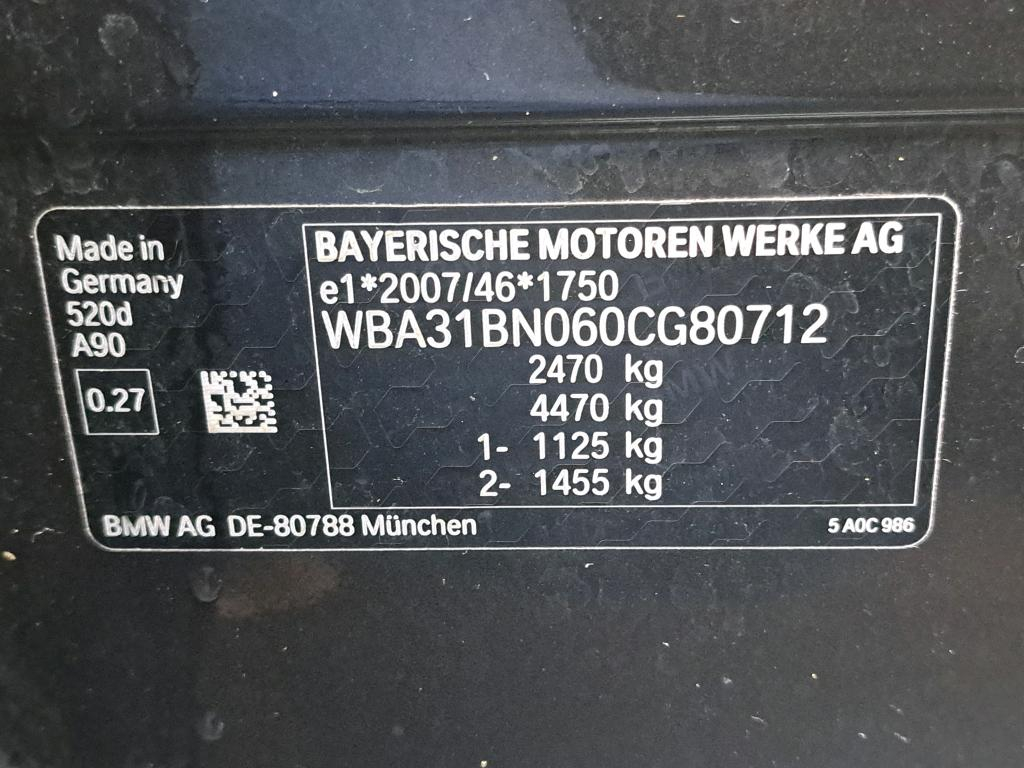 Made in
Germany
520d
A90
0.27
BAYERISCHE MOTOREN WERKE AG
e1*2007/46*1750
WBA31BN060CG80712
2470 kg
4470 kg
1- 1125 kg
2- 1455 kg
BMW AG DE-80788 München
5 A0C 986